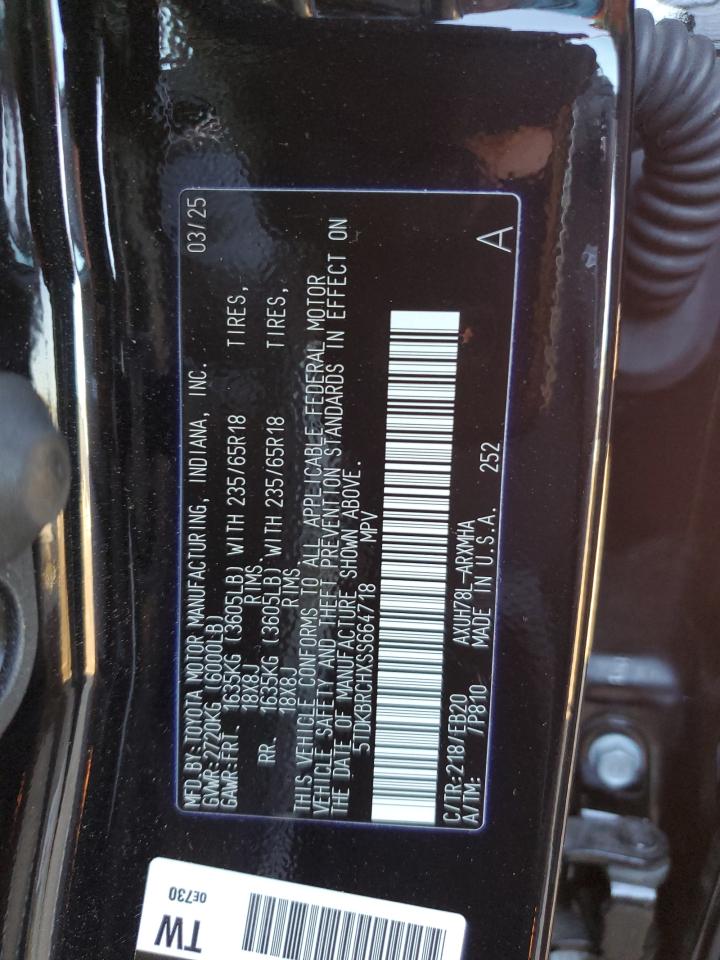 MFD BY: TOYOTA MOTOR MANUFACTURING, INDIANA, INC. 03/25
GVWR: 2720KG (6000LB)
GAWR: FRT. 1635KG (3605LB) WITH 235/65R18 TIRES,
18X8J RIMS
RR. 1635KG (3605LB) WITH 235/65R18 TIRES,
18X8J RIMS
THIS VEHICLE CONFORMS TO ALL APPLICABLE FEDERAL MOTOR
VEHICLE SAFETY AND THEFT PREVENTION STANDARDS IN EFFECT ON
THE DATE OF MANUFACTURE SHOWN ABOVE.
5TDKBRCHXSS664718 MPV
C/TR: 2187EB20 AXUH78L-ARXMHA A
A/TM: 7P810 MADE IN U.S.A. 252
TW 0E730